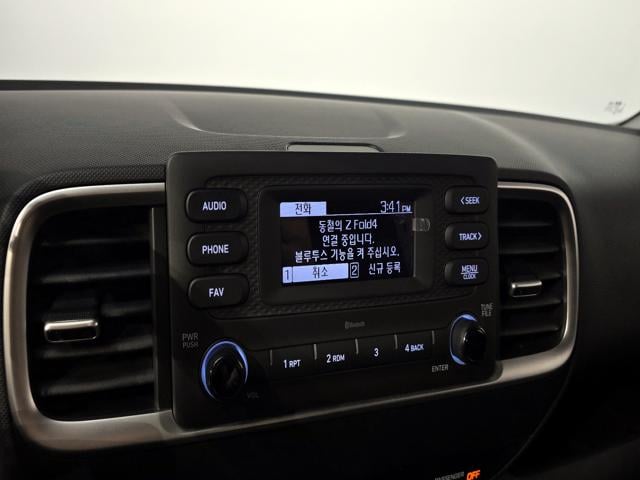 전화 3:41 PM
동철의 Z Fold4
연결 중입니다.
블루투스 기능을 켜 주십시오.
1 취소 2 신규 등록
AUDIO
PHONE
FAV
<SEEK
TRACK>
MENU
CLOCK
Bluetooth
PWR
PUSH
VOL
1 RPT
2 RDM
3
4 BACK
TUNE
FILE
ENTER
PASSENGER OFF